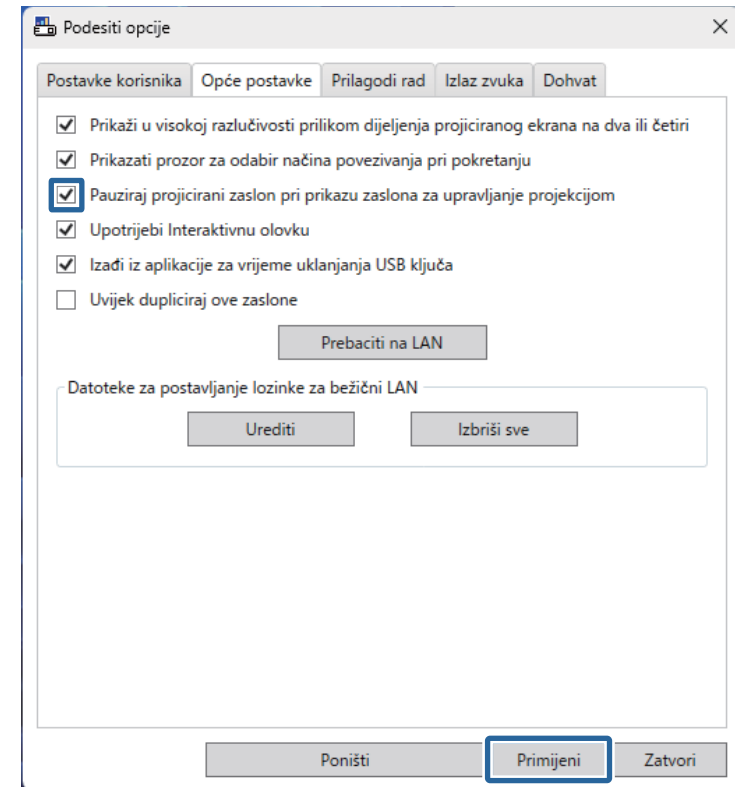 Podesiti opcije
Postavke korisnika Opće postavke Prilagodi rad Izlaz zvuka Dohvat
Prikaži u visokoj razlučivosti prilikom dijeljenja projiciranog ekrana na dva ili četiri
Prikazati prozor za odabir načina povezivanja pri pokretanju
Pauziraj projicirani zaslon pri prikazu zaslona za upravljanje projekcijom
Upotrijebi Interaktivnu olovku
Izađi iz aplikacije za vrijeme uklanjanja USB ključa
Uvijek dupliciraj ove zaslone
Prebaciti na LAN
Datoteke za postavljanje lozinke za bežični LAN
Urediti Izbriši sve
Poništi Primijeni Zatvori